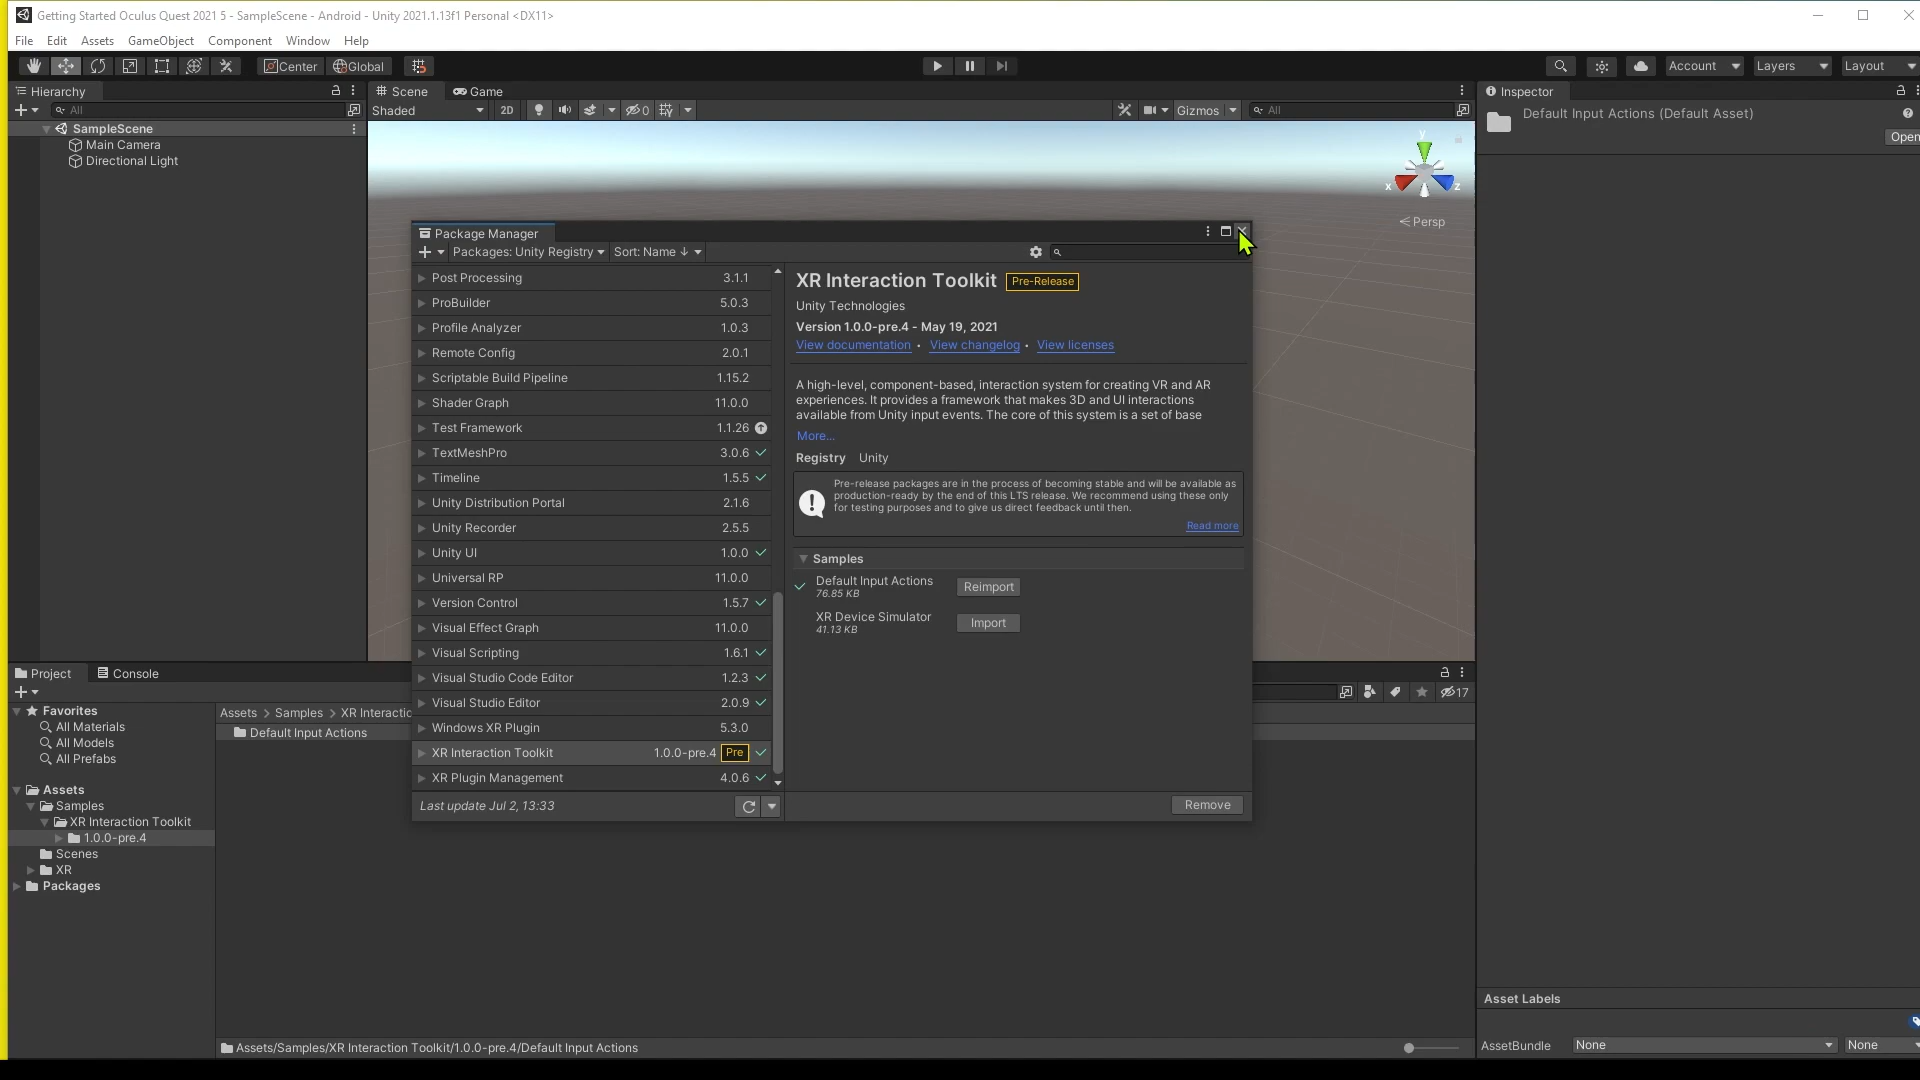 Getting Started Oculus Quest 2021 5 - SampleScene - Android - Unity 2021.1.13f1 Personal <DX11>
File Edit Assets GameObject Component Window Help
Center Global Account Layers Layout
Hierarchy
All
SampleScene
Main Camera
Directional Light
Scene Game
Shaded 2D 0 Gizmos All
y
x z
Persp
Inspector
Default Input Actions (Default Asset)
Open
Package Manager
Packages: Unity Registry Sort: Name ↓
Post Processing 3.1.1
ProBuilder 5.0.3
Profile Analyzer 1.0.3
Remote Config 2.0.1
Scriptable Build Pipeline 1.15.2
Shader Graph 11.0.0
Test Framework 1.1.26
TextMeshPro 3.0.6
Timeline 1.5.5
Unity Distribution Portal 2.1.6
Unity Recorder 2.5.5
Unity UI 1.0.0
Universal RP 11.0.0
Version Control 1.5.7
Visual Effect Graph 11.0.0
Visual Scripting 1.6.1
Visual Studio Code Editor 1.2.3
Visual Studio Editor 2.0.9
Windows XR Plugin 5.3.0
XR Interaction Toolkit 1.0.0-pre.4 Pre
XR Plugin Management 4.0.6
Last update Jul 2, 13:33
XR Interaction Toolkit Pre-Release
Unity Technologies
Version 1.0.0-pre.4 - May 19, 2021
View documentation • View changelog • View licenses
A high-level, component-based, interaction system for creating VR and AR
experiences. It provides a framework that makes 3D and UI interactions
available from Unity input events. The core of this system is a set of base
More...
Registry Unity
Pre-release packages are in the process of becoming stable and will be available as
production-ready by the end of this LTS release. We recommend using these only
for testing purposes and to give us direct feedback until then.
Read more
Samples
Default Input Actions Reimport
76.85 KB
XR Device Simulator Import
41.13 KB
Remove
Project Console
17
Favorites
All Materials
All Models
All Prefabs
Assets
Samples
XR Interaction Toolkit
1.0.0-pre.4
Scenes
XR
Packages
Assets > Samples > XR Interactic
Default Input Actions
Assets/Samples/XR Interaction Toolkit/1.0.0-pre.4/Default Input Actions
Asset Labels
AssetBundle None None